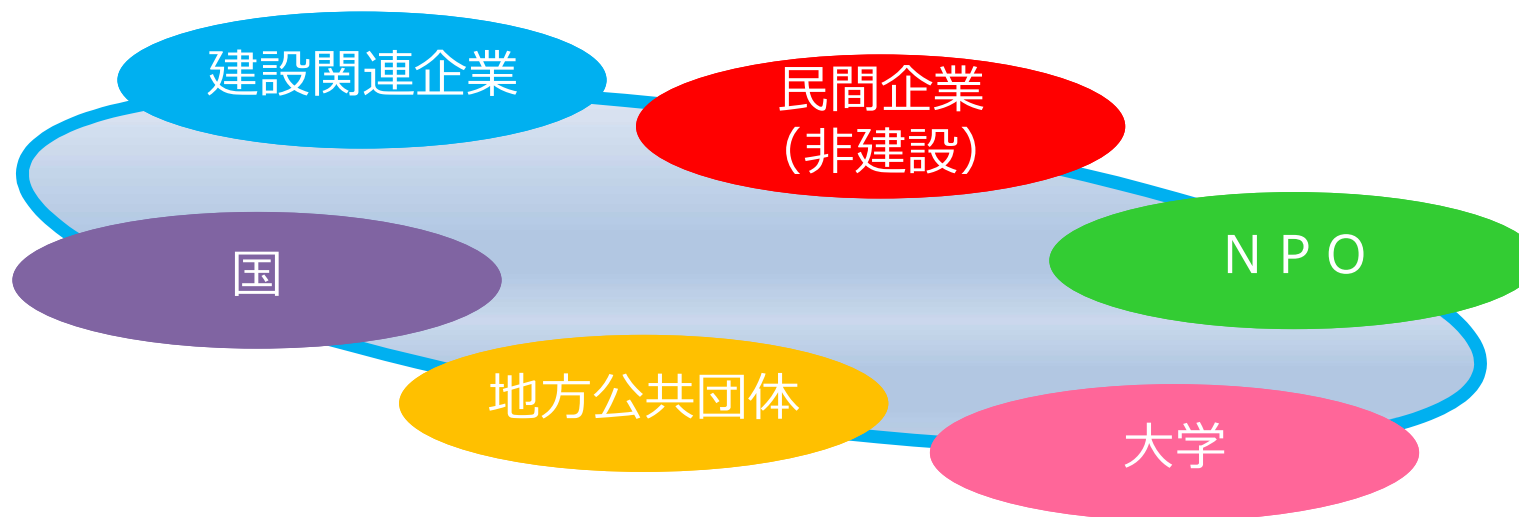 建設関連企業
民間企業
（非建設）
国
ＮＰＯ
地方公共団体
大学